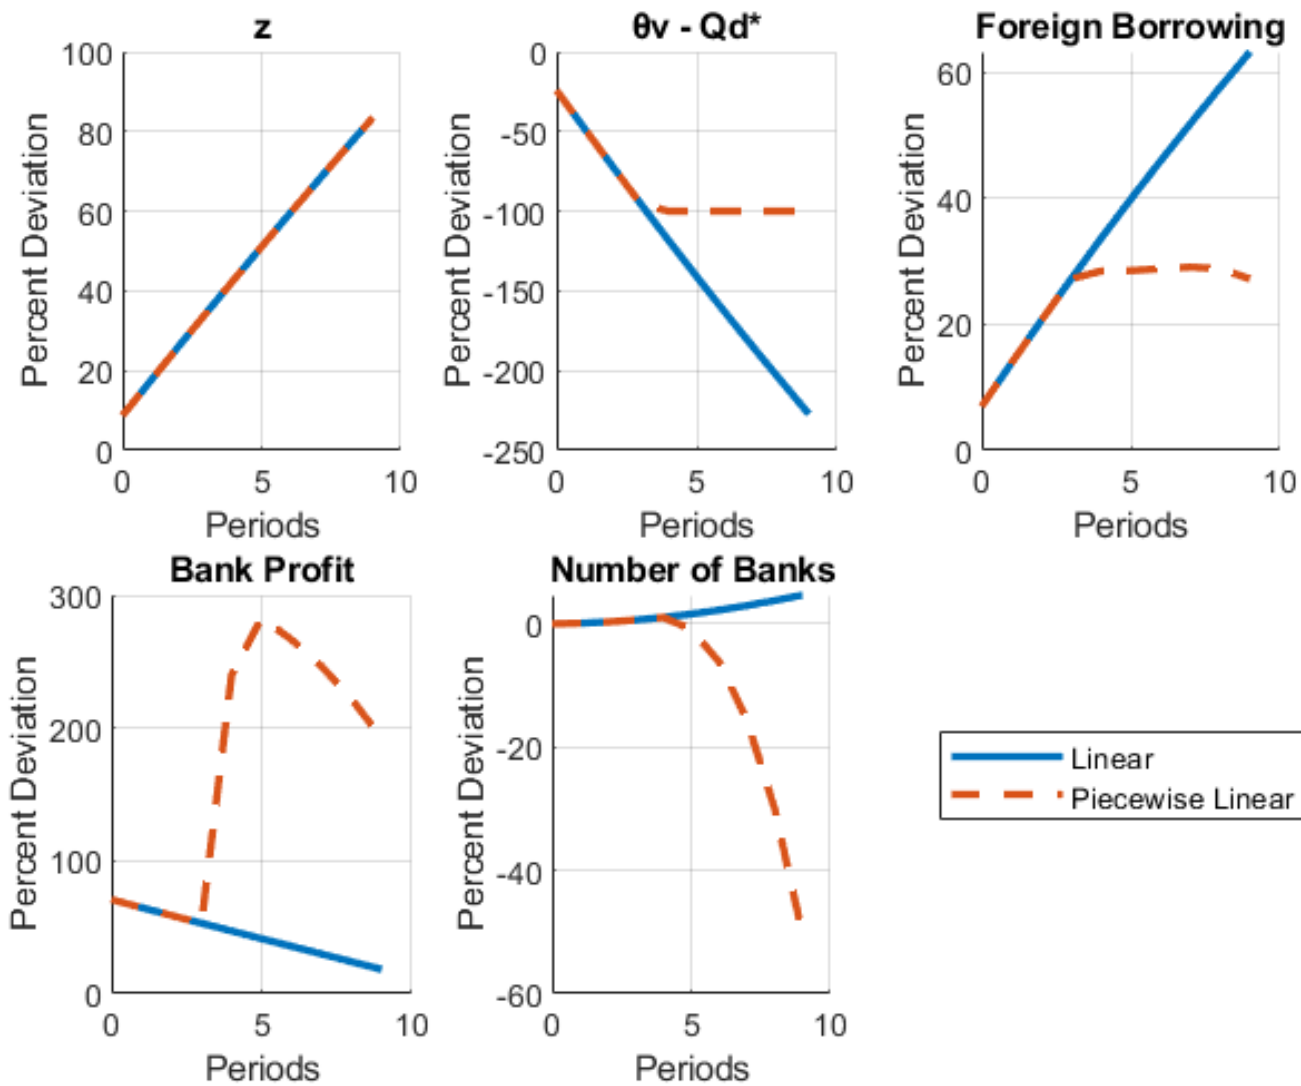 z
Percent Deviation
100
80
60
40
20
0
0
5
10
Periods
θv - Qd*
Percent Deviation
0
-50
-100
-150
-200
-250
0
5
10
Periods
Foreign Borrowing
Percent Deviation
60
40
20
0
0
5
10
Periods
Bank Profit
Percent Deviation
300
200
100
0
0
5
10
Periods
Number of Banks
Percent Deviation
0
-20
-40
-60
0
5
10
Periods
Linear
Piecewise Linear